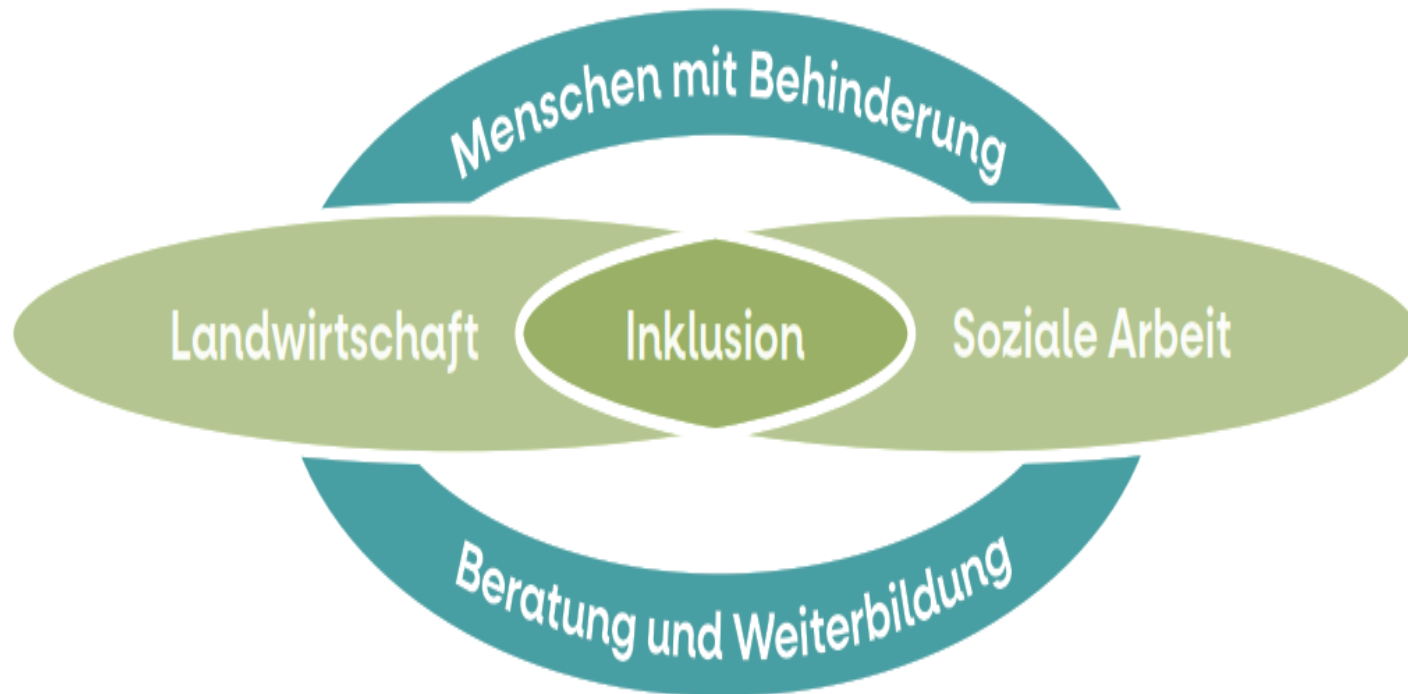 Menschen mit Behinderung
Landwirtschaft
Inklusion
Soziale Arbeit
Beratung und Weiterbildung